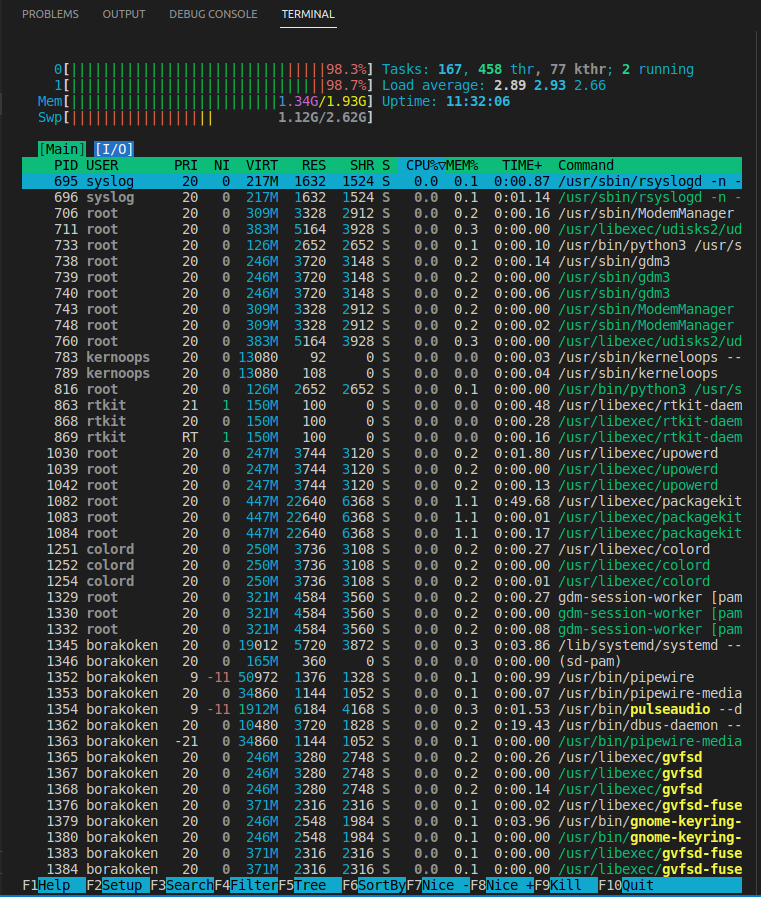 PROBLEMS OUTPUT DEBUG CONSOLE TERMINAL
0[||||||||||||||||||||||||||||||||98.3%] Tasks: 167, 458 thr, 77 kthr; 2 running
1[||||||||||||||||||||||||||||||||98.7%] Load average: 2.89 2.93 2.66
Mem[||||||||||||||||||||||||||1.34G/1.93G] Uptime: 11:32:06
Swp[|||||||||||||||||| 1.12G/2.62G]
[Main] [I/O]
PID USER PRI NI VIRT RES SHR S CPU%▽MEM% TIME+ Command
695 syslog 20 0 217M 1632 1524 S 0.0 0.1 0:00.87 /usr/sbin/rsyslogd -n -
696 syslog 20 0 217M 1632 1524 S 0.0 0.1 0:01.14 /usr/sbin/rsyslogd -n -
706 root 20 0 309M 3328 2912 S 0.0 0.2 0:00.16 /usr/sbin/ModemManager
711 root 20 0 383M 5164 3928 S 0.0 0.3 0:00.00 /usr/libexec/udisks2/ud
733 root 20 0 126M 2652 2652 S 0.0 0.1 0:00.10 /usr/bin/python3 /usr/s
738 root 20 0 246M 3720 3148 S 0.0 0.2 0:00.14 /usr/sbin/gdm3
739 root 20 0 246M 3720 3148 S 0.0 0.2 0:00.00 /usr/sbin/gdm3
740 root 20 0 246M 3720 3148 S 0.0 0.2 0:00.06 /usr/sbin/gdm3
743 root 20 0 309M 3328 2912 S 0.0 0.2 0:00.00 /usr/sbin/ModemManager
748 root 20 0 309M 3328 2912 S 0.0 0.2 0:00.02 /usr/sbin/ModemManager
760 root 20 0 383M 5164 3928 S 0.0 0.3 0:00.00 /usr/libexec/udisks2/ud
783 kernoops 20 0 13080 92 0 S 0.0 0.0 0:00.03 /usr/sbin/kerneloops --
789 kernoops 20 0 13080 108 0 S 0.0 0.0 0:00.04 /usr/sbin/kerneloops
816 root 20 0 126M 2652 2652 S 0.0 0.1 0:00.00 /usr/bin/python3 /usr/s
863 rtkit 21 1 150M 100 0 S 0.0 0.0 0:00.48 /usr/libexec/rtkit-daem
868 rtkit 20 0 150M 100 0 S 0.0 0.0 0:00.28 /usr/libexec/rtkit-daem
869 rtkit RT 1 150M 100 0 S 0.0 0.0 0:00.16 /usr/libexec/rtkit-daem
1030 root 20 0 247M 3744 3120 S 0.0 0.2 0:01.80 /usr/libexec/upowerd
1039 root 20 0 247M 3744 3120 S 0.0 0.2 0:00.00 /usr/libexec/upowerd
1042 root 20 0 247M 3744 3120 S 0.0 0.2 0:00.13 /usr/libexec/upowerd
1082 root 20 0 447M 22640 6368 S 0.0 1.1 0:49.68 /usr/libexec/packagekit
1083 root 20 0 447M 22640 6368 S 0.0 1.1 0:00.01 /usr/libexec/packagekit
1084 root 20 0 447M 22640 6368 S 0.0 1.1 0:00.17 /usr/libexec/packagekit
1251 colord 20 0 250M 3736 3108 S 0.0 0.2 0:00.27 /usr/libexec/colord
1252 colord 20 0 250M 3736 3108 S 0.0 0.2 0:00.00 /usr/libexec/colord
1254 colord 20 0 250M 3736 3108 S 0.0 0.2 0:00.01 /usr/libexec/colord
1329 root 20 0 321M 4584 3560 S 0.0 0.2 0:00.27 gdm-session-worker [pam
1330 root 20 0 321M 4584 3560 S 0.0 0.2 0:00.00 gdm-session-worker [pam
1332 root 20 0 321M 4584 3560 S 0.0 0.2 0:00.08 gdm-session-worker [pam
1345 borakoken 20 0 19012 5720 3872 S 0.0 0.3 0:03.86 /lib/systemd/systemd --
1346 borakoken 20 0 165M 360 0 S 0.0 0.0 0:00.00 (sd-pam)
1352 borakoken 9 -11 50972 1376 1328 S 0.0 0.1 0:00.99 /usr/bin/pipewire
1353 borakoken 20 0 34860 1144 1052 S 0.0 0.1 0:00.07 /usr/bin/pipewire-media
1354 borakoken 9 -11 1912M 6184 4168 S 0.0 0.3 0:01.53 /usr/bin/pulseaudio --d
1362 borakoken 20 0 10480 3720 1828 S 0.0 0.2 0:19.43 /usr/bin/dbus-daemon --
1363 borakoken -21 0 34860 1144 1052 S 0.0 0.1 0:00.00 /usr/bin/pipewire-media
1365 borakoken 20 0 246M 3280 2748 S 0.0 0.2 0:00.26 /usr/libexec/gvfsd
1367 borakoken 20 0 246M 3280 2748 S 0.0 0.2 0:00.00 /usr/libexec/gvfsd
1368 borakoken 20 0 246M 3280 2748 S 0.0 0.2 0:00.14 /usr/libexec/gvfsd
1376 borakoken 20 0 371M 2316 2316 S 0.0 0.1 0:00.02 /usr/libexec/gvfsd-fuse
1379 borakoken 20 0 246M 2548 1984 S 0.0 0.1 0:03.96 /usr/bin/gnome-keyring-
1380 borakoken 20 0 246M 2548 1984 S 0.0 0.1 0:00.00 /usr/bin/gnome-keyring-
1383 borakoken 20 0 371M 2316 2316 S 0.0 0.1 0:00.00 /usr/libexec/gvfsd-fuse
1384 borakoken 20 0 371M 2316 2316 S 0.0 0.1 0:00.00 /usr/libexec/gvfsd-fuse
F1Help F2Setup F3SearchF4FilterF5Tree F6SortByF7Nice -F8Nice +F9Kill F10Quit